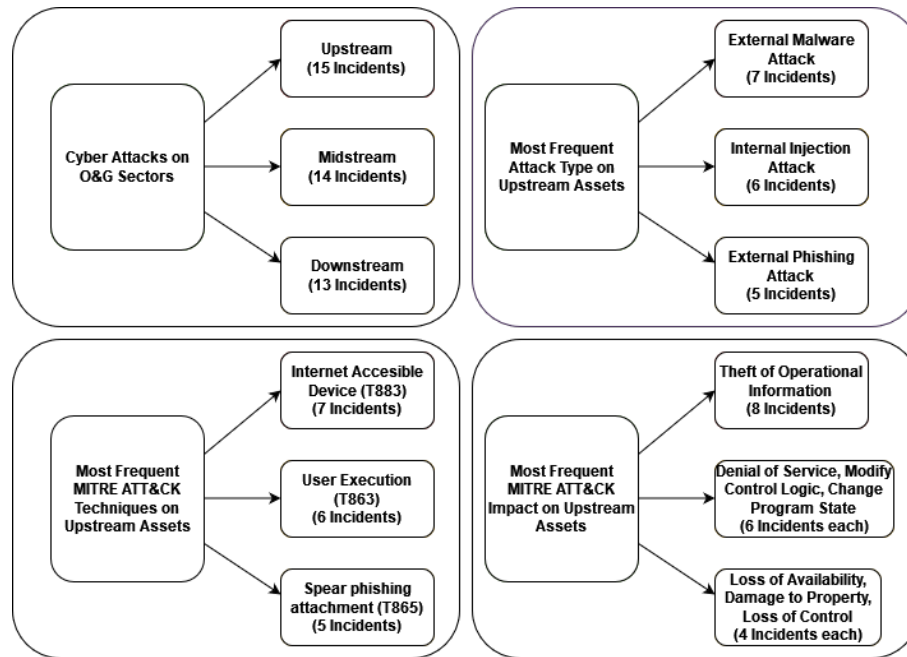 Cyber Attacks on
O&G Sectors
Upstream
(15 Incidents)
Midstream
(14 Incidents)
Downstream
(13 Incidents)
Most Frequent
Attack Type on
Upstream Assets
External Malware
Attack
(7 Incidents)
Internal Injection
Attack
(6 Incidents)
External Phishing
Attack
(5 Incidents)
Most Frequent
MITRE ATT&CK
Techniques on
Upstream Assets
Internet Accesible
Device (T883)
(7 Incidents)
User Execution
(T863)
(6 Incidents)
Spear phishing
attachment (T865)
(5 Incidents)
Most Frequent
MITRE ATT&CK
Impact on Upstream
Assets
Theft of Operational
Information
(8 Incidents)
Denial of Service, Modify
Control Logic, Change
Program State
(6 Incidents each)
Loss of Availability,
Damage to Property,
Loss of Control
(4 Incidents each)